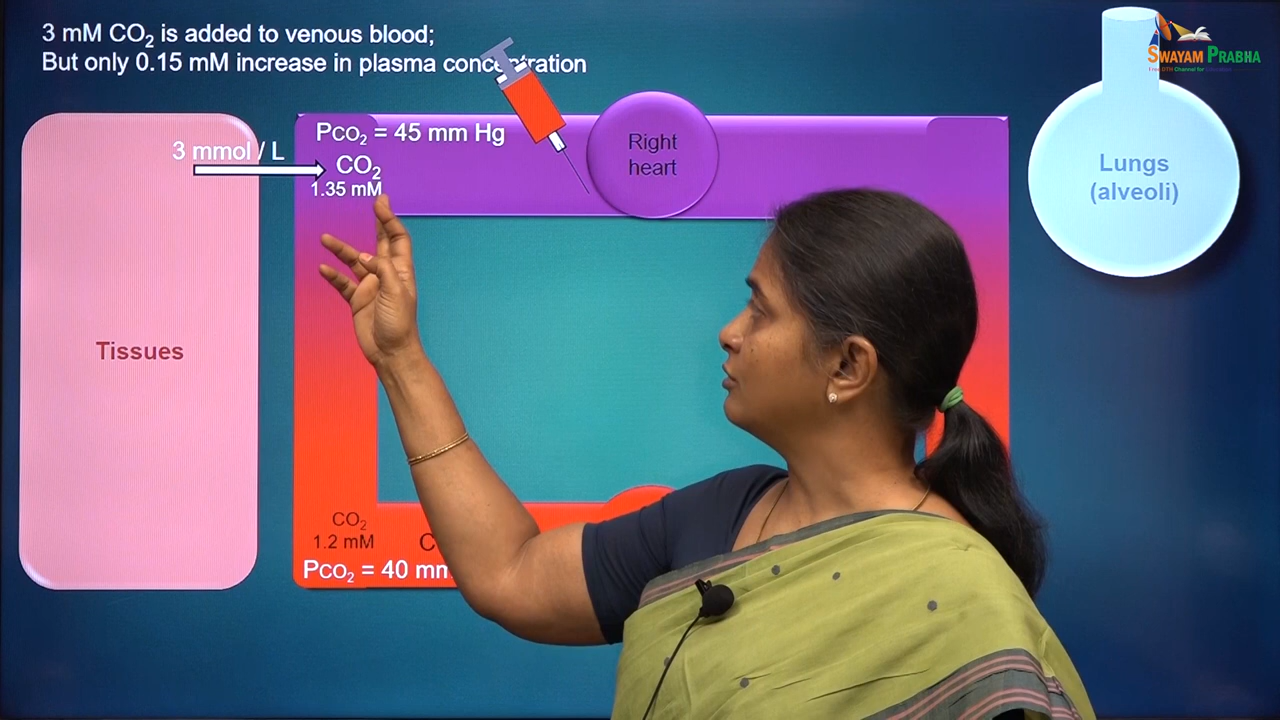 3 mM CO₂ is added to venous blood;
But only 0.15 mM increase in plasma concentration
SWAYAM PRABHA
PCO₂ = 45 mm Hg
3 mmol / L
CO₂
1.35 mM
Right
heart
Lungs
(alveoli)
Tissues
CO₂
1.2 mM
PCO₂ = 40 mm